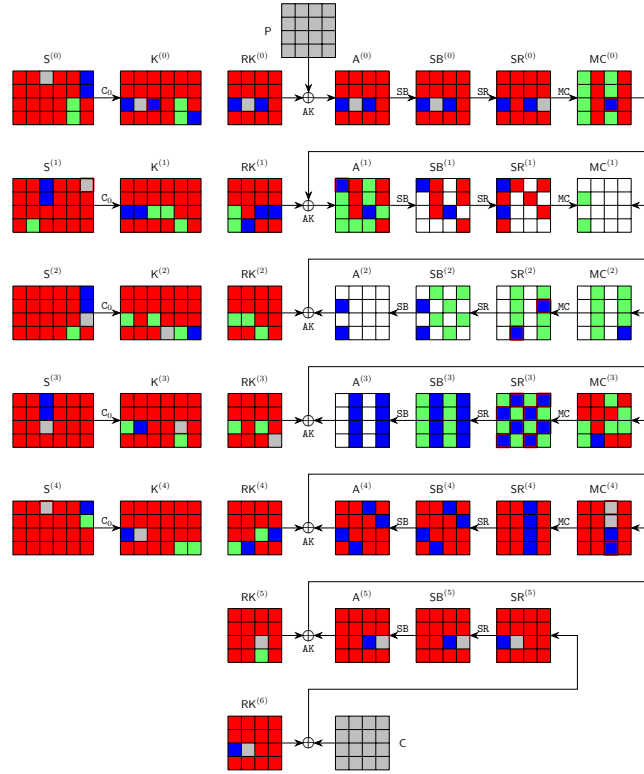 P
S(0) K(0) RK(0) A(0) SB(0) SR(0) MC(0)
C0 AK SB SR MC
S(1) K(1) RK(1) A(1) SB(1) SR(1) MC(1)
C0 AK SB SR MC
S(2) K(2) RK(2) A(2) SB(2) SR(2) MC(2)
C0 AK SB SR MC
S(3) K(3) RK(3) A(3) SB(3) SR(3) MC(3)
C0 AK SB SR MC
S(4) K(4) RK(4) A(4) SB(4) SR(4) MC(4)
C0 AK SB SR MC
RK(5) A(5) SB(5) SR(5)
AK SB SR
RK(6)
C